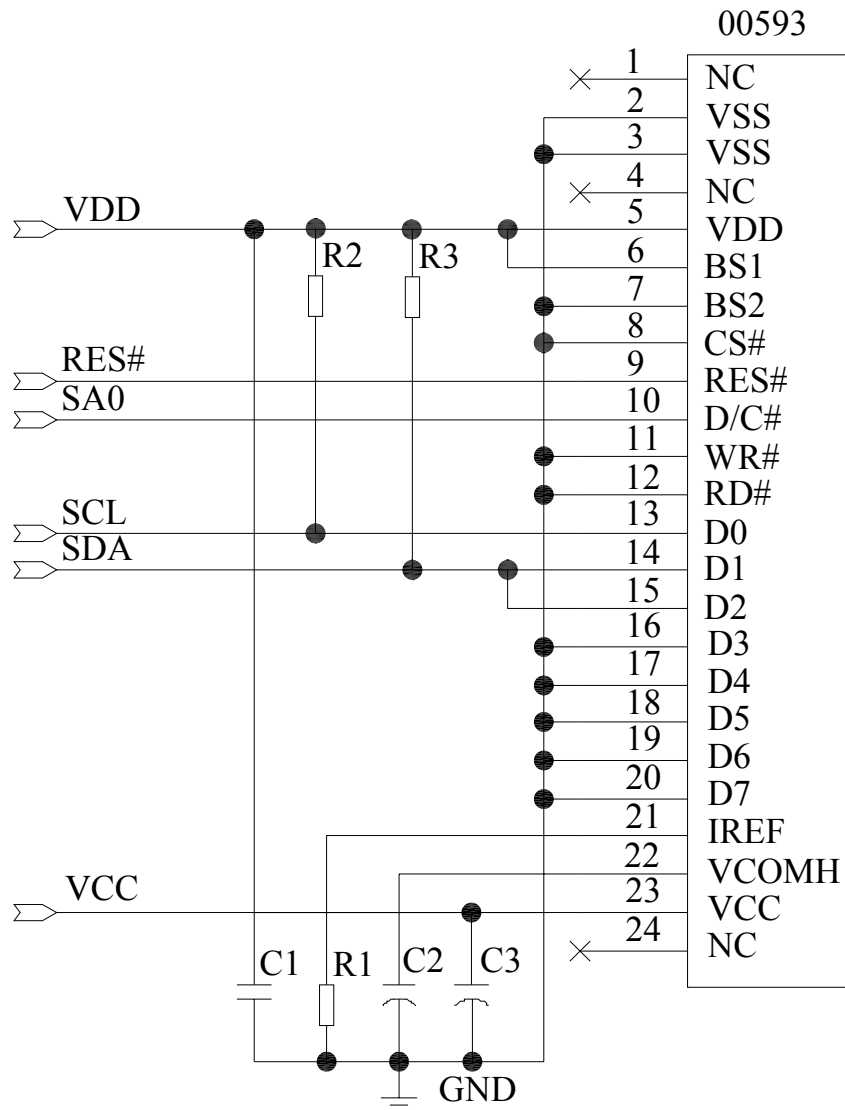 00593
1 NC
2 VSS
3 VSS
4 NC
VDD 5 VDD
R2 R3 6 BS1
7 BS2
8 CS#
RES# 9 RES#
SA0 10 D/C#
11 WR#
12 RD#
SCL 13 D0
SDA 14 D1
15 D2
16 D3
17 D4
18 D5
19 D6
20 D7
21 IREF
22 VCOMH
VCC 23 VCC
24 NC
C1 R1 C2 C3
GND